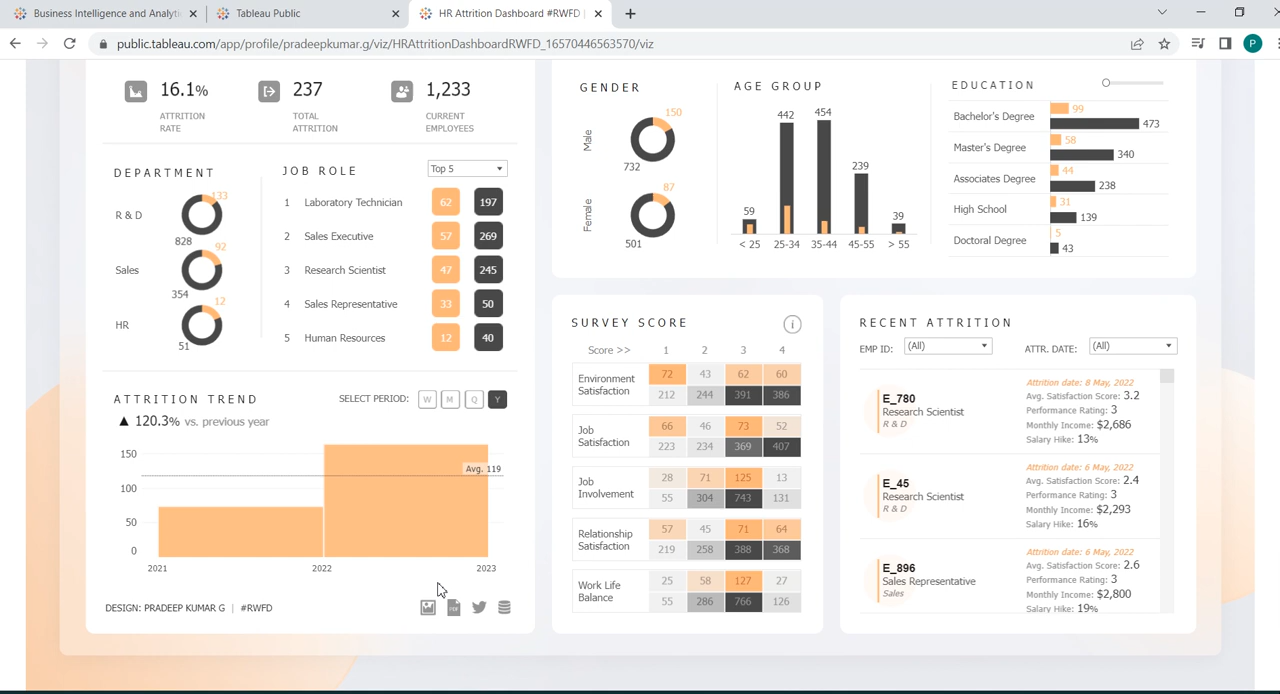 Business Intelligence and Analyti
Tableau Public
HR Attrition Dashboard #RWFD |
public.tableau.com/app/profile/pradeepkumar.g/viz/HRAttritionDashboardRWFD_16570446563570/viz
P
16.1%
ATTRITION
RATE
237
TOTAL
ATTRITION
1,233
CURRENT
EMPLOYEES
DEPARTMENT
R & D
133
828
Sales
92
354
HR
12
51
JOB ROLE
Top 5
1 Laboratory Technician 62 197
2 Sales Executive 57 269
3 Research Scientist 47 245
4 Sales Representative 33 50
5 Human Resources 12 40
ATTRITION TREND
SELECT PERIOD: W M Q Y
▲ 120.3% vs. previous year
150
100
50
0
Avg. 119
2021 2022 2023
DESIGN: PRADEEP KUMAR G | #RWFD
PDF
GENDER
Male
150
732
Female
87
501
AGE GROUP
59 442 454 239 39
< 25 25-34 35-44 45-55 > 55
EDUCATION
Bachelor's Degree 99 473
Master's Degree 58 340
Associates Degree 44 238
High School 31 139
Doctoral Degree 5 43
SURVEY SCORE
i
Score >> 1 2 3 4
Environment
Satisfaction
72 43 62 60
212 244 391 386
Job
Satisfaction
66 46 73 52
223 234 369 407
Job
Involvement
28 71 125 13
55 304 743 131
Relationship
Satisfaction
57 45 71 64
219 258 388 368
Work Life
Balance
25 58 127 27
55 286 766 126
RECENT ATTRITION
EMP ID: (All) ATTR. DATE: (All)
E_780
Research Scientist
R & D
Attrition date: 8 May, 2022
Avg. Satisfaction Score: 3.2
Performance Rating: 3
Monthly Income: $2,686
Salary Hike: 13%
E_45
Research Scientist
R & D
Attrition date: 6 May, 2022
Avg. Satisfaction Score: 2.4
Performance Rating: 3
Monthly Income: $2,293
Salary Hike: 16%
E_896
Sales Representative
Sales
Attrition date: 6 May, 2022
Avg. Satisfaction Score: 2.6
Performance Rating: 3
Monthly Income: $2,800
Salary Hike: 19%